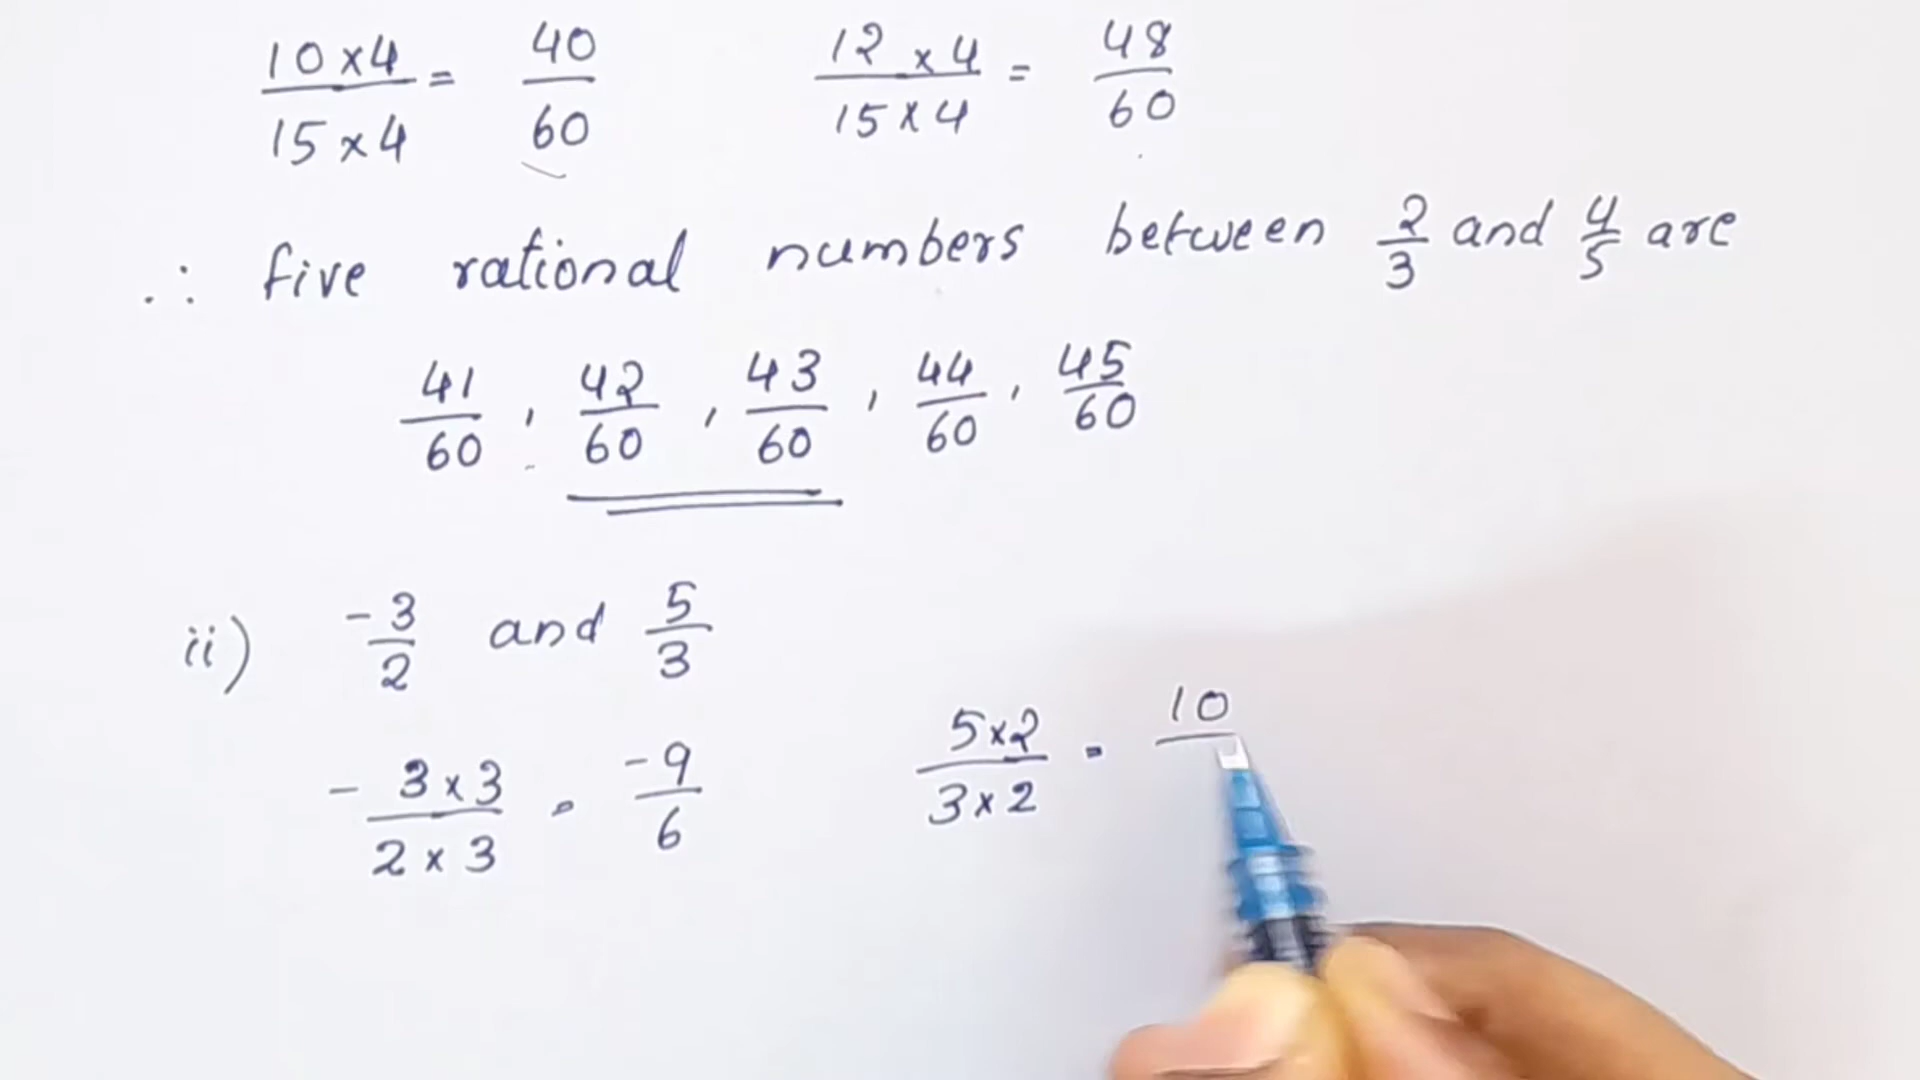 10×4/15×4 = 40/60    12×4/15×4 = 48/60
∴ five rational numbers between 2/3 and 4/5 are
41/60, 42/60, 43/60, 44/60, 45/60
ii) -3/2 and 5/3
- 3×3/2×3 = -9/6    5×2/3×2 = 10/